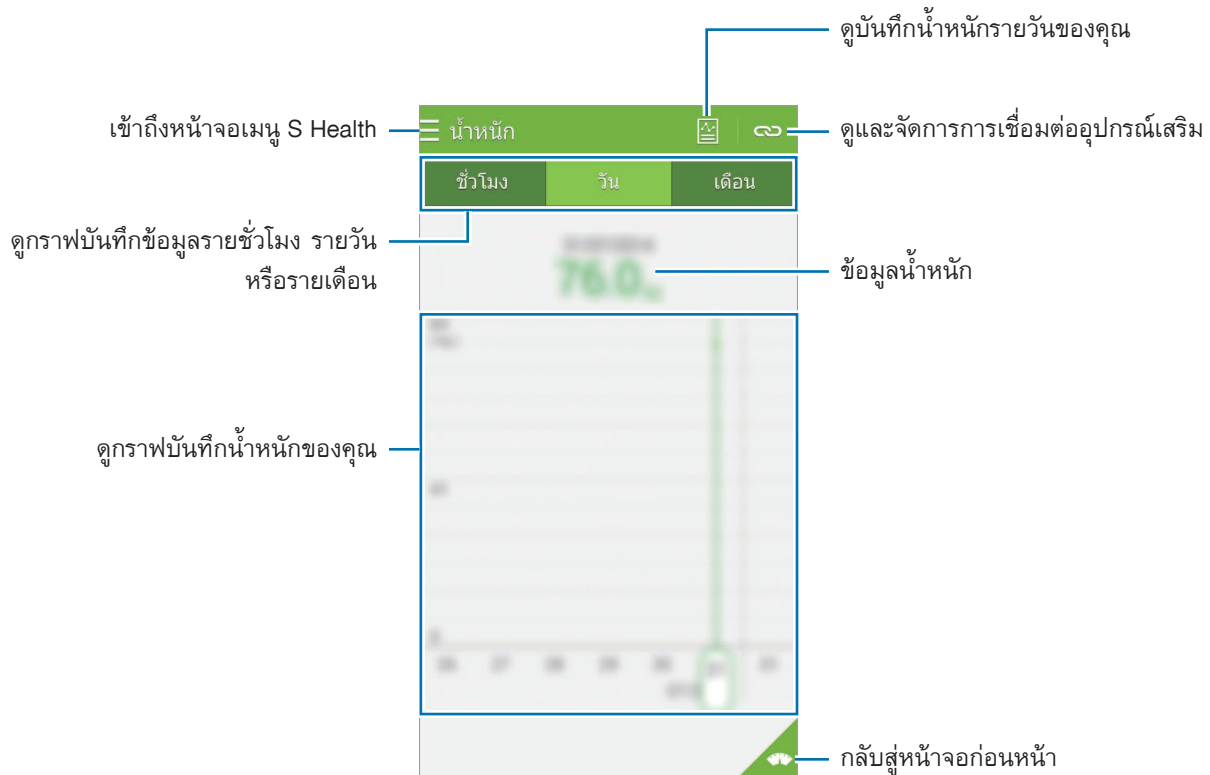 ดูบันทึกน้ำหนักรายวันของคุณ
เข้าถึงหน้าจอเมนู S Health
น้ำหนัก
ดูและจัดการการเชื่อมต่ออุปกรณ์เสริม
ชั่วโมง วัน เดือน
ดูกราฟบันทึกข้อมูลรายชั่วโมง รายวัน
หรือรายเดือน
76.0
ข้อมูลน้ำหนัก
ดูกราฟบันทึกน้ำหนักของคุณ
26 27 28 29 30
กลับสู่หน้าจอก่อนหน้า